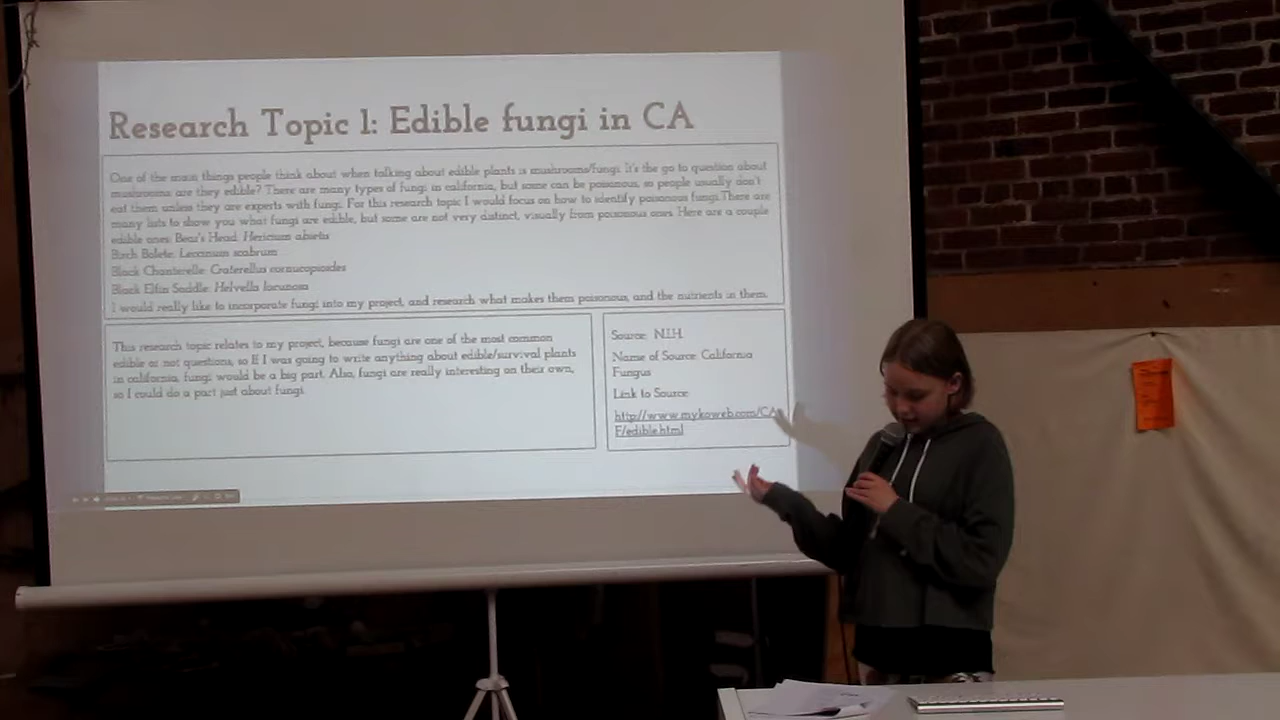 Research Topic 1: Edible fungi in CA
One of the main things people think about when talking about edible plants is mushrooms/fungi. It's the go to question about
mushrooms: are they edible? There are many types of fungi in california, but some can be poisonous, so people usually don't
eat them unless they are experts with fungi. For this research topic I would focus on how to identify poisonous fungi.There are
many lists to show you what fungi are edible, but some are not very distinct, visually from poisonous ones. Here are a couple
edible ones: Bear's Head: Hericium abietis
Birch Bolete: Leccinum scabrum
Black Chanterelle: Craterellus cornucopioides
Black Elfin Saddle: Helvella lacunosa
I would really like to incorporate fungi into my project, and research what makes them poisonous, and the nutrients in them.
This research topic relates to my project, because fungi are one of the most common
edible or not questions, so If I was going to write anything about edible/survival plants
in california, fungi would be a big part. Also, fungi are really interesting on their own,
so I could do a pact just about fungi.
Source: N.I.H.
Name of Source: California
Fungus
Link to Source:
http://www.mykoweb.com/CA
F/edible.html